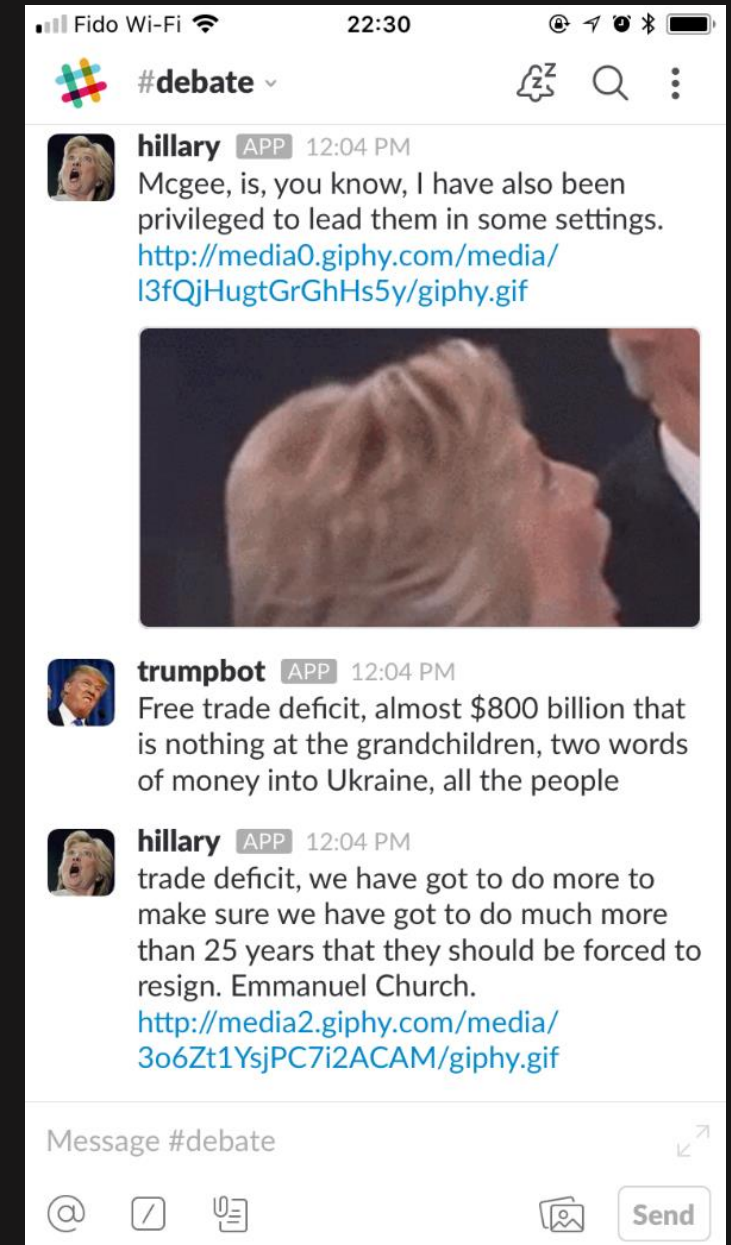 Fido Wi-Fi 22:30
#debate
hillary APP 12:04 PM
Mcgee, is, you know, I have also been
privileged to lead them in some settings.
http://media0.giphy.com/media/
l3fQjHugtGrGhHs5y/giphy.gif
trumpbot APP 12:04 PM
Free trade deficit, almost $800 billion that
is nothing at the grandchildren, two words
of money into Ukraine, all the people
hillary APP 12:04 PM
trade deficit, we have got to do more to
make sure we have got to do much more
than 25 years that they should be forced to
resign. Emmanuel Church.
http://media2.giphy.com/media/
3o6Zt1YsjPC7i2ACAM/giphy.gif
Message #debate
@ / Send